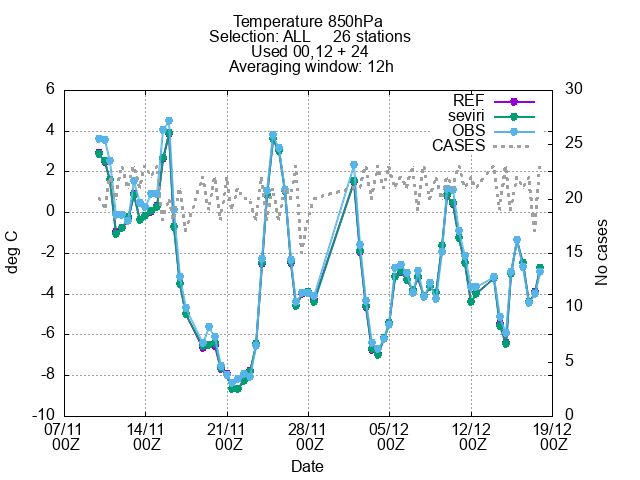 Temperature 850hPa
Selection: ALL 26 stations
Used 00,12 + 24
Averaging window: 12h
REF
seviri
OBS
CASES
deg C
6
4
2
0
-2
-4
-6
-8
-10
No cases
30
25
20
15
10
5
0
07/11 14/11 21/11 28/11 05/12 12/12 19/12
00Z 00Z 00Z 00Z 00Z 00Z 00Z
Date